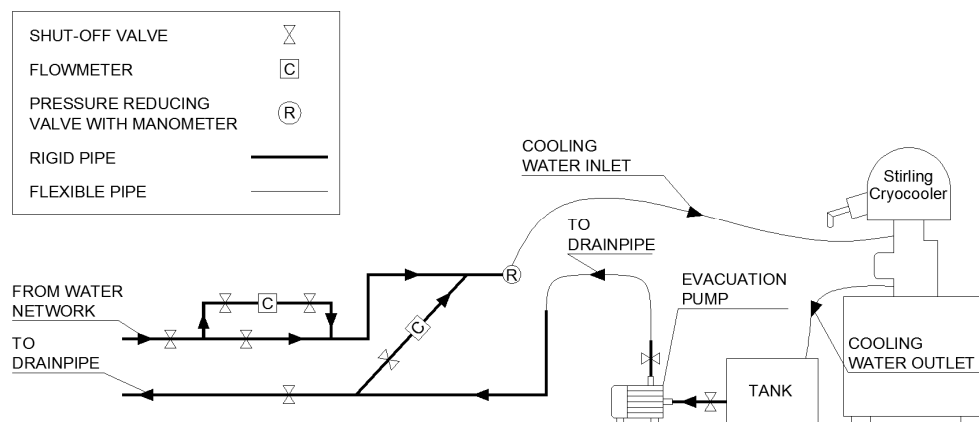 SHUT-OFF VALVE
FLOWMETER
C
PRESSURE REDUCING
VALVE WITH MANOMETER
R
RIGID PIPE
FLEXIBLE PIPE
COOLING
WATER INLET
Stirling
Cryocooler
TO
DRAINPIPE
R
EVACUATION
PUMP
FROM WATER
NETWORK
C
C
TO
DRAINPIPE
COOLING
WATER OUTLET
TANK